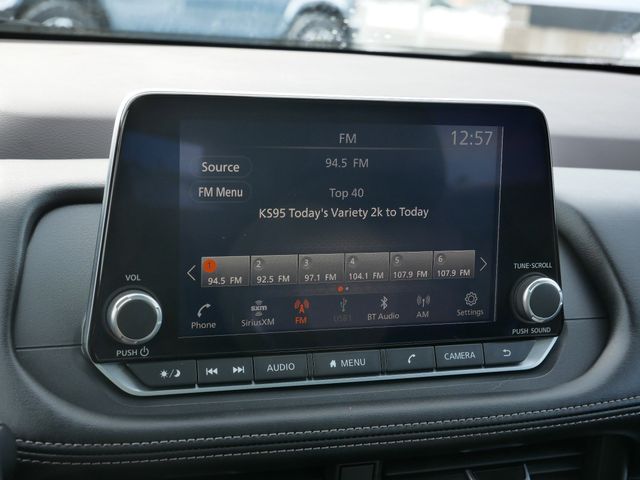 FM
12:57
Source
94.5 FM
FM Menu
Top 40
KS95 Today's Variety 2k to Today
1 2 3 4 5 6
94.5 FM 92.5 FM 97.1 FM 104.1 FM 107.9 FM 107.9 FM
Phone
sxm
SiriusXM
FM
USB1
BT Audio
AM
Settings
VOL
PUSH
TUNE·SCROLL
PUSH SOUND
AUDIO
MENU
CAMERA